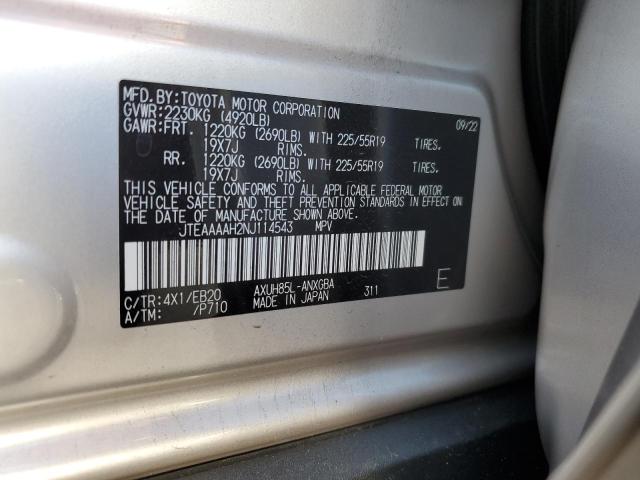 MFD.BY:TOYOTA MOTOR CORPORATION
GVWR:2230KG (4920LB) 09/22
GAWR:FRT. 1220KG (2690LB) WITH 225/55R19 TIRES.
19X7J RIMS.
RR. 1220KG (2690LB) WITH 225/55R19 TIRES.
19X7J RIMS.
THIS VEHICLE CONFORMS TO ALL APPLICABLE FEDERAL MOTOR
VEHICLE SAFETY AND THEFT PREVENTION STANDARDS IN EFFECT ON
THE DATE OF MANUFACTURE SHOWN ABOVE.
JTEAAAAH2NJ114543 MPV
C/TR:4X1/EB20 AXUH85L-ANXGBA E
A/TM: /P710 MADE IN JAPAN 311